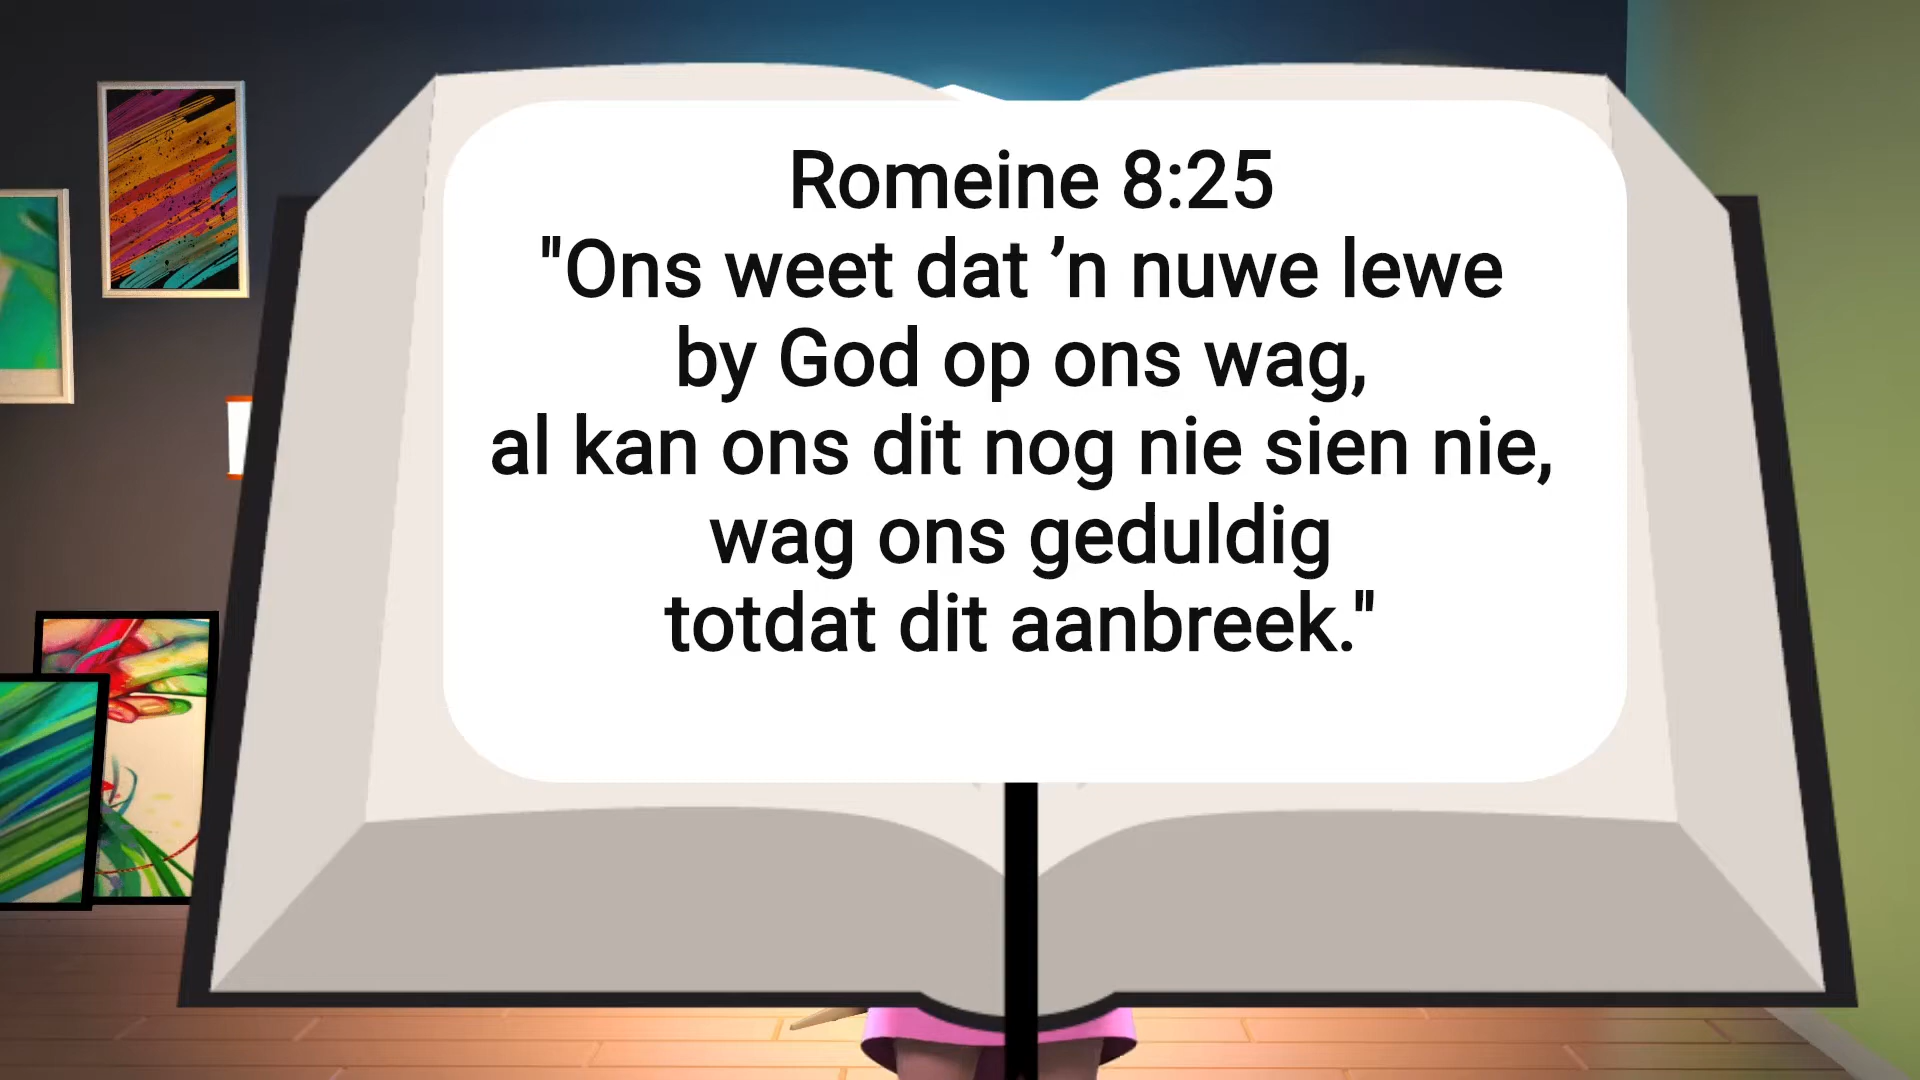 Romeine 8:25
"Ons weet dat ’n nuwe lewe
by God op ons wag,
al kan ons dit nog nie sien nie,
wag ons geduldig
totdat dit aanbreek."